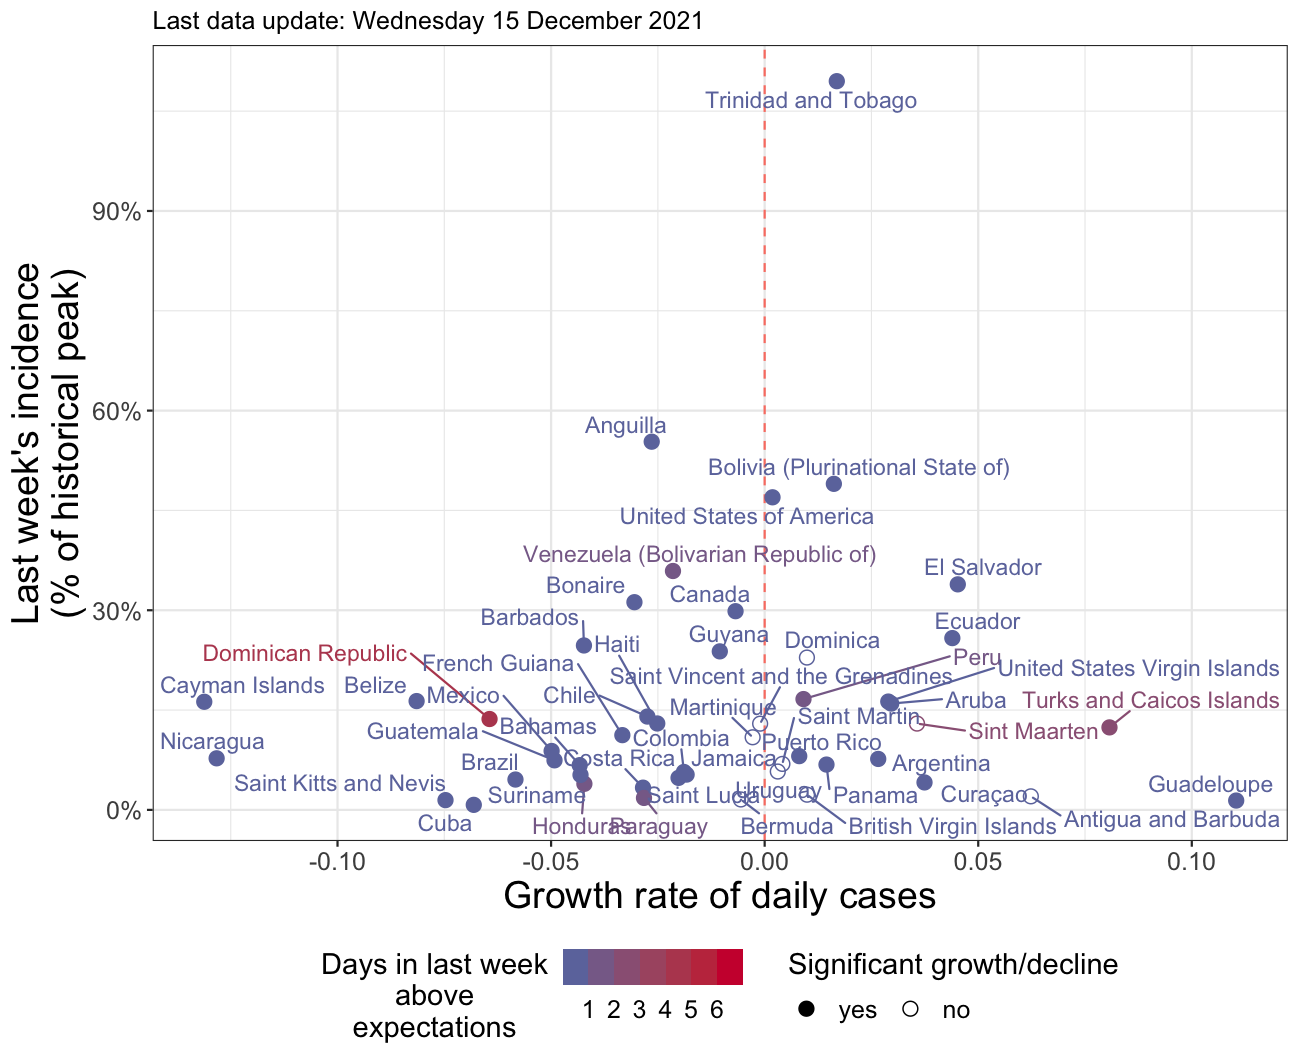 Last data update: Wednesday 15 December 2021
Last week's incidence
(% of historical peak)
90%
60%
30%
0%
Trinidad and Tobago
Anguilla
Bolivia (Plurinational State of)
United States of America
Venezuela (Bolivarian Republic of)
El Salvador
Bonaire
Canada
Barbados
Ecuador
Guyana
Haiti
Dominica
Dominican Republic
French Guiana
Peru
United States Virgin Islands
Saint Vincent and the Grenadines
Cayman Islands
Belize
Mexico
Chile
Aruba
Turks and Caicos Islands
Martinique
Saint Martin
Guatemala
Bahamas
Sint Maarten
Nicaragua
Colombia
Puerto Rico
Brazil
Costa Rica
Jamaica
Argentina
Saint Kitts and Nevis
Guadeloupe
Suriname
Saint Lucia
Uruguay
Panama
Curaçao
Cuba
Honduras
Paraguay
Bermuda
British Virgin Islands
Antigua and Barbuda
-0.10
-0.05
0.00
0.05
0.10
Growth rate of daily cases
Days in last week
above
expectations
1 2 3 4 5 6
Significant growth/decline
yes
no